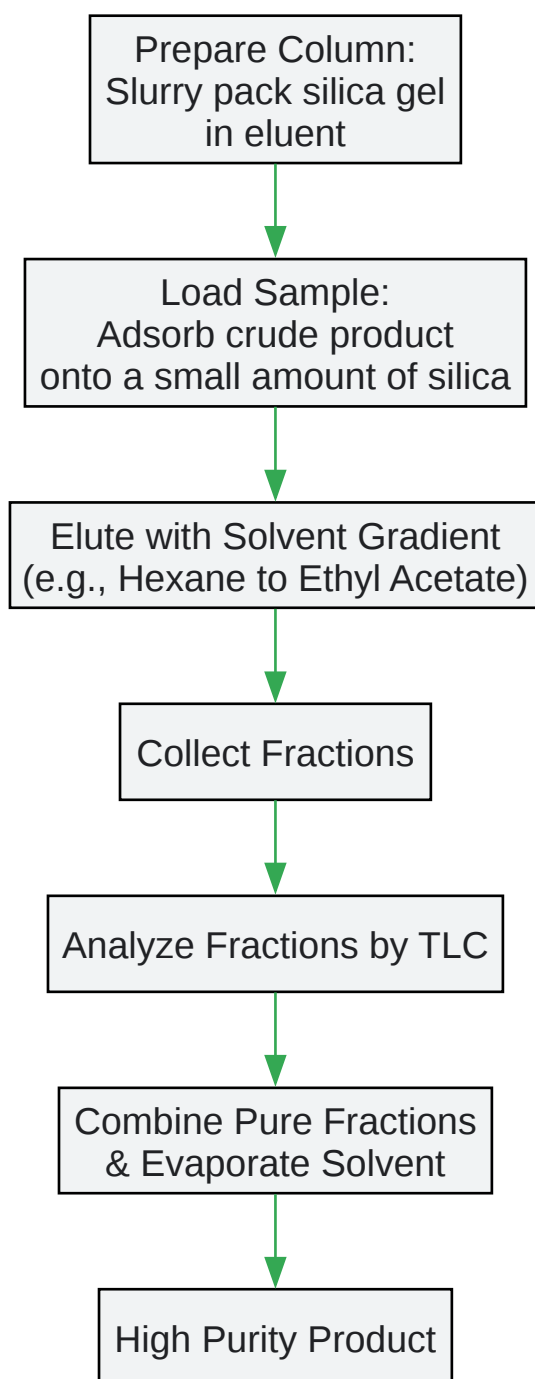 Prepare Column:
Slurry pack silica gel
in eluent
Load Sample:
Adsorb crude product
onto a small amount of silica
Elute with Solvent Gradient
(e.g., Hexane to Ethyl Acetate)
Collect Fractions
Analyze Fractions by TLC
Combine Pure Fractions
& Evaporate Solvent
High Purity Product